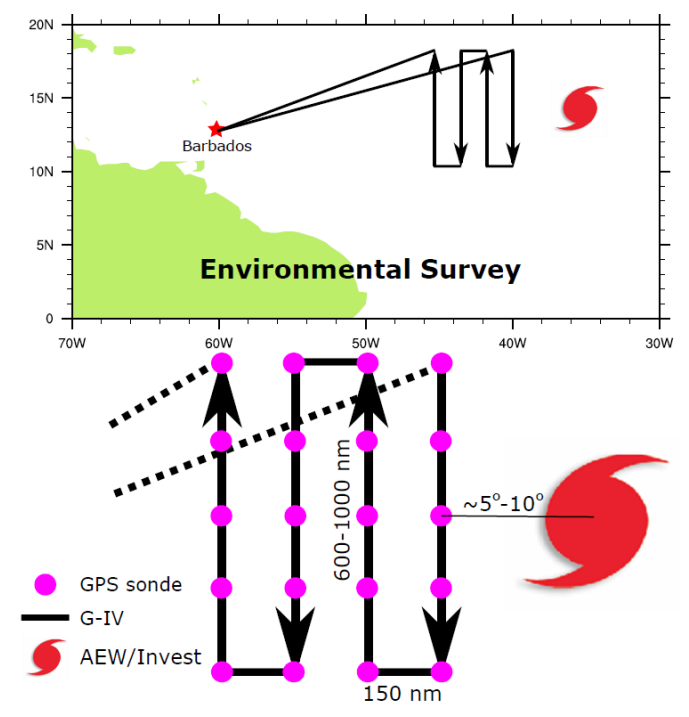 20N
15N
10N
5N
0
Barbados
Environmental Survey
70W
60W
50W
40W
30W
600-1000 nm
~5°-10°
GPS sonde
G-IV
AEW/Invest
150 nm